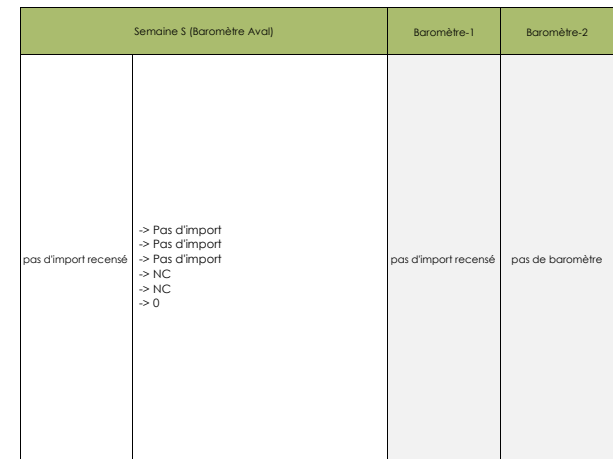 Semaine S (Baromètre Aval)
Baromètre-1
Baromètre-2
pas d'import recensé
-> Pas d'import
-> Pas d'import
-> Pas d'import
-> NC
-> NC
-> 0
pas d'import recensé
pas de baromètre